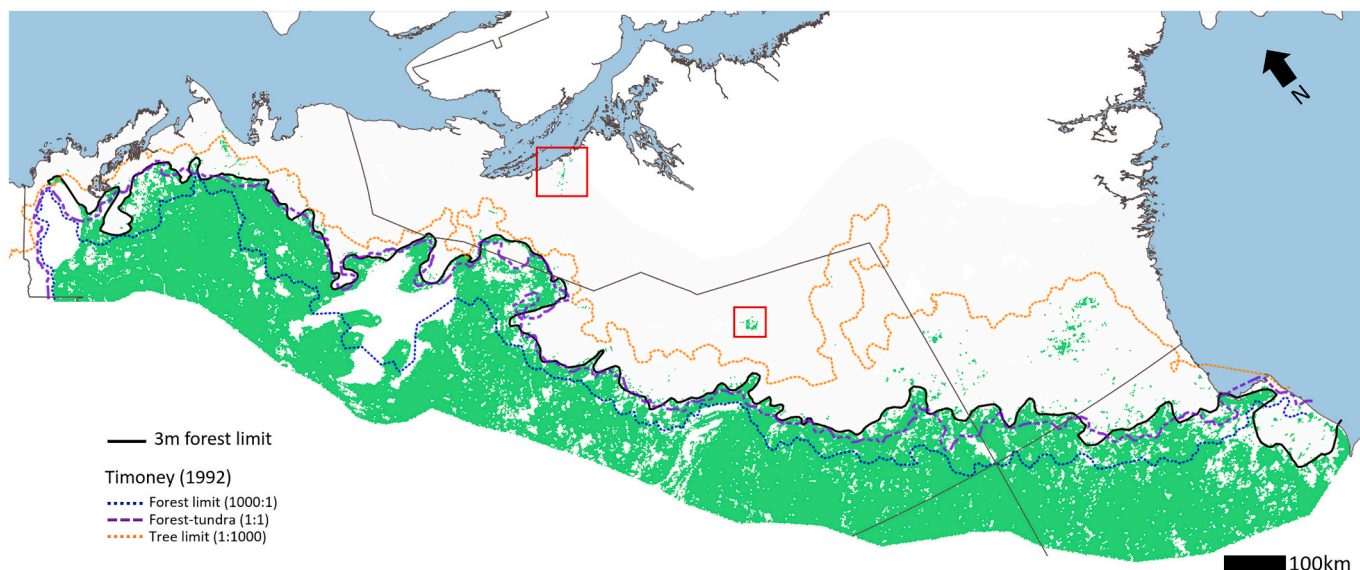 N
3m forest limit
Timoney (1992)
Forest limit (1000:1)
Forest-tundra (1:1)
Tree limit (1:1000)
100km